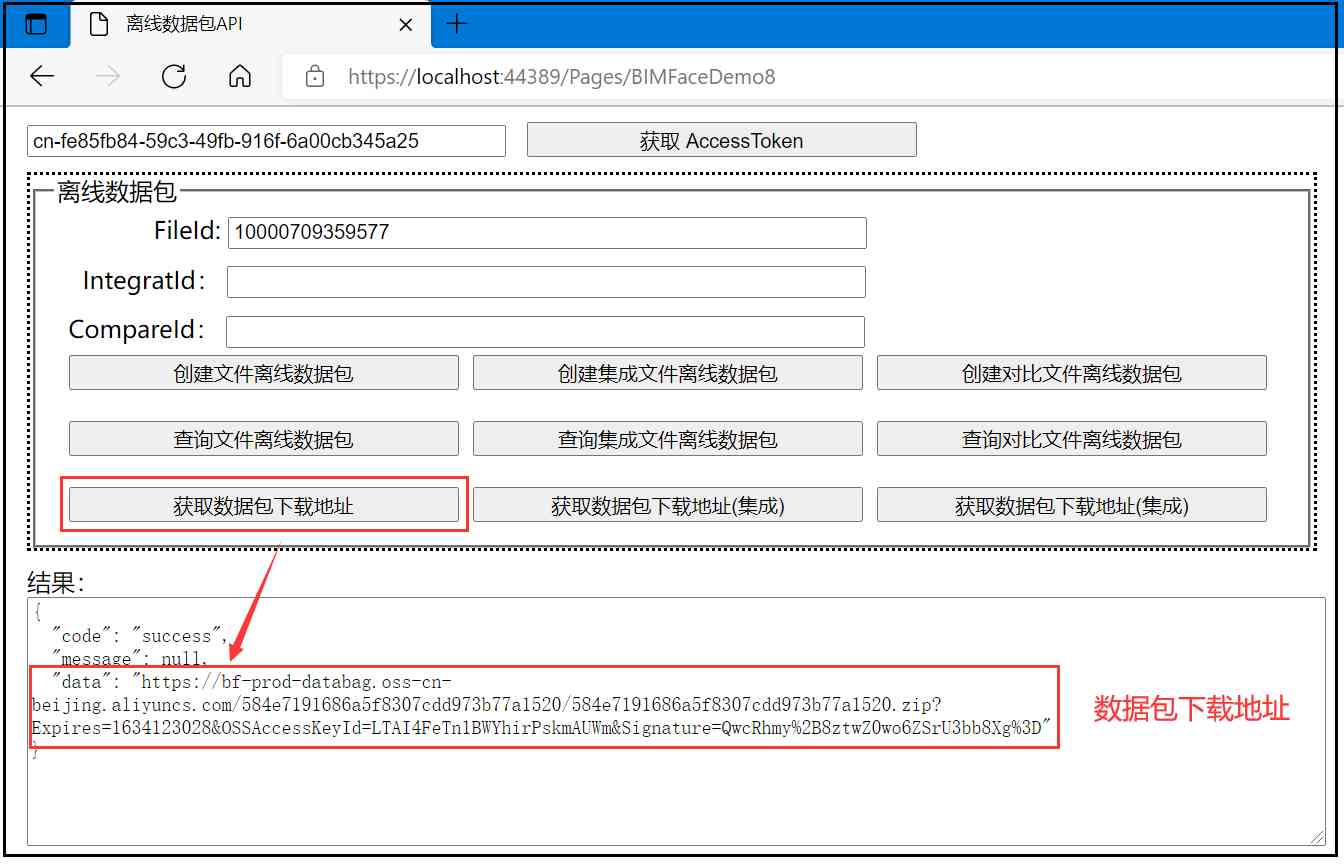 离线数据包API
https://localhost:44389/Pages/BIMFaceDemo8
cn-fe85fb84-59c3-49fb-916f-6a00cb345a25 获取 AccessToken
离线数据包
FileId: 10000709359577
IntegratId：
CompareId：
创建文件离线数据包 创建集成文件离线数据包 创建对比文件离线数据包
查询文件离线数据包 查询集成文件离线数据包 查询对比文件离线数据包
获取数据包下载地址 获取数据包下载地址(集成) 获取数据包下载地址(集成)
结果：
{
"code": "success",
"message": null,
"data": "https://bf-prod-databag.oss-cn-
beijing.aliyuncs.com/584e7191686a5f8307cdd973b77a1520/584e7191686a5f8307cdd973b77a1520.zip?
Expires=1634123028&OSSAccessKeyId=LTAI4FeTn1BWYhirPskmAUWm&Signature=QwcRhmy%2B8ztwZ0wo6ZSrU3bb8Xg%3D"
}
数据包下载地址